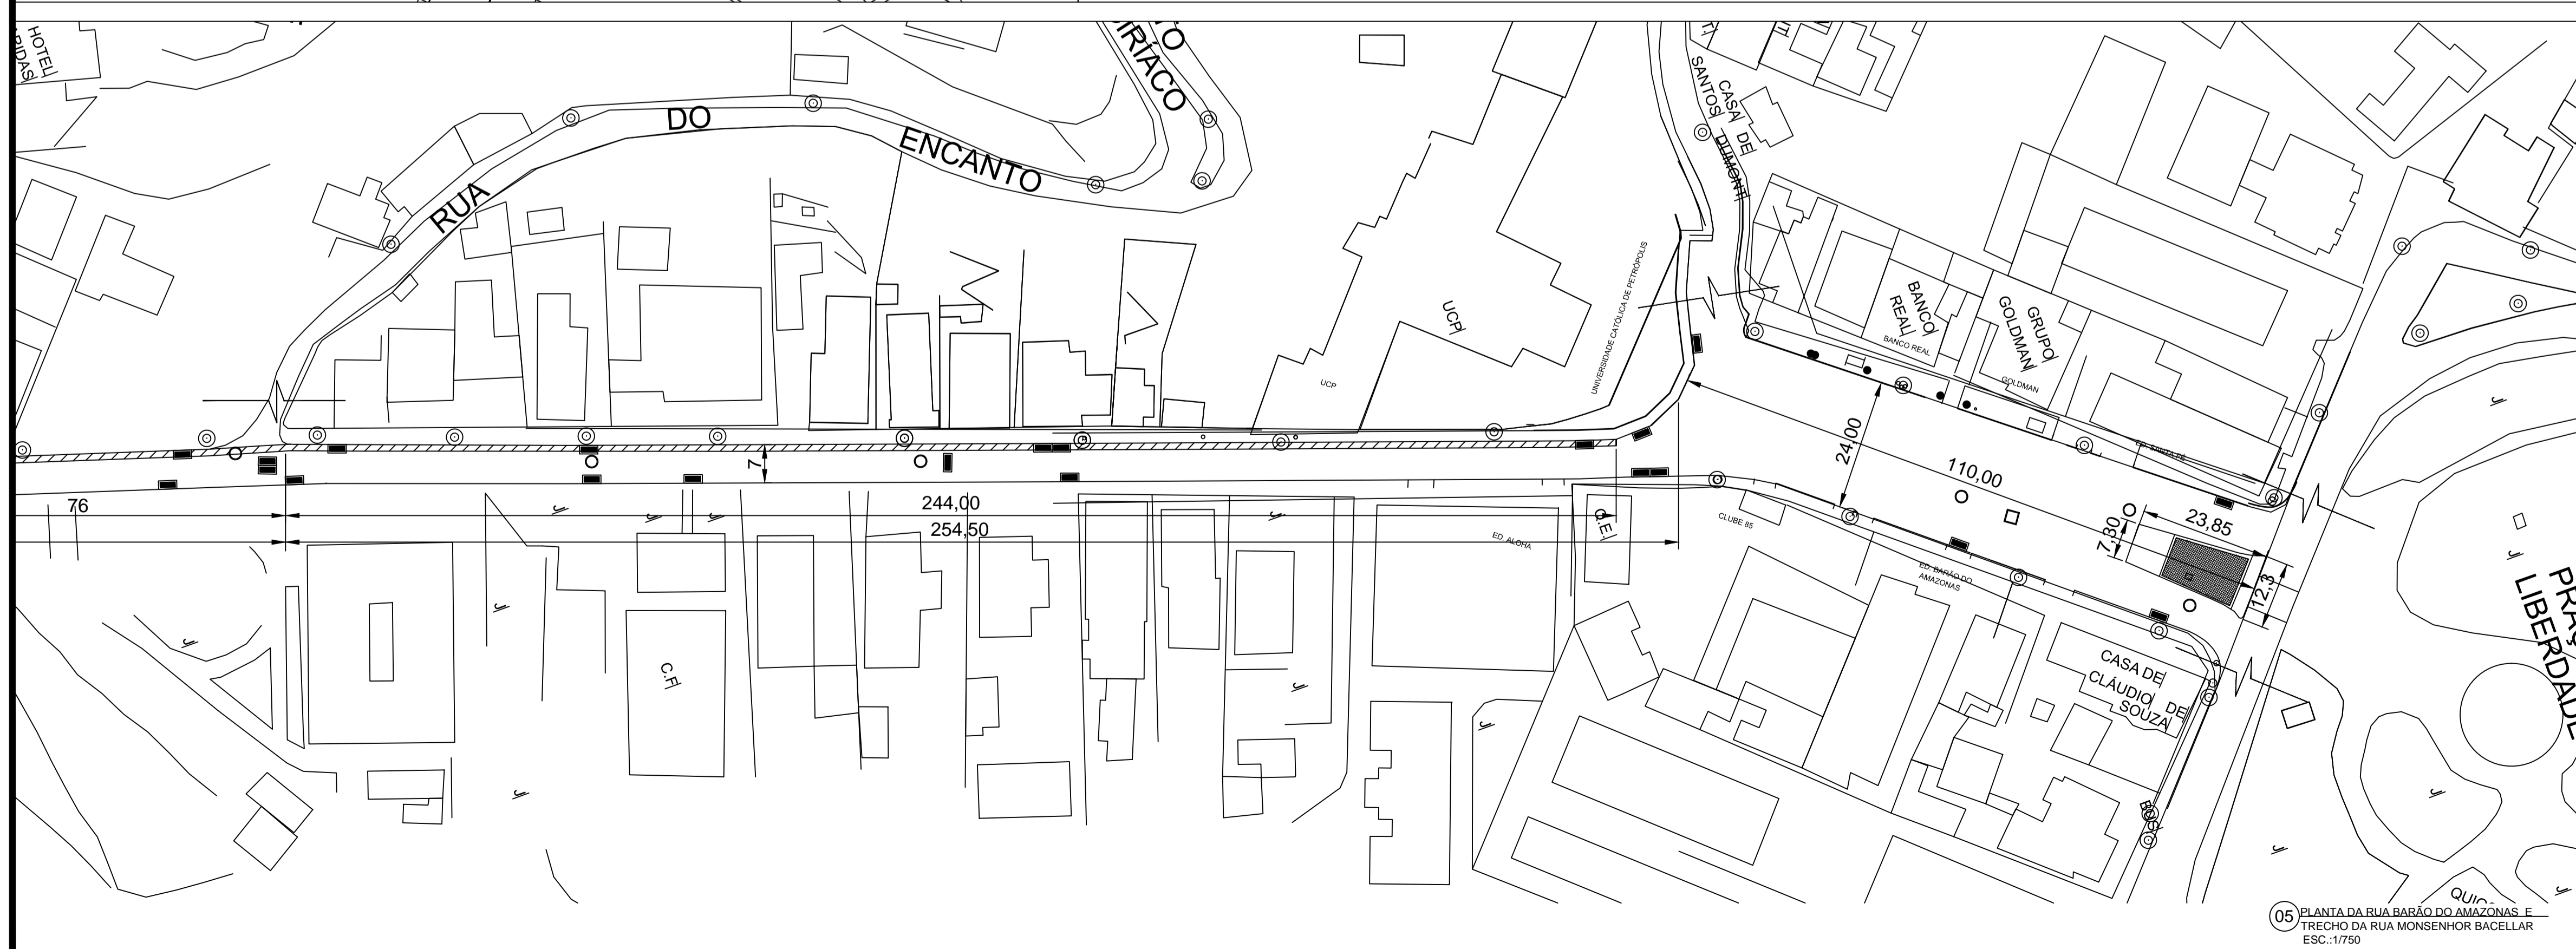 HOTEL
RUA
DO
ENCANTO
CASA DE
SANTOS DUMONT
UNIVERSIDADE CATÓLICA DE PETRÓPOLIS
UCP
UCP
BANCO
REAL
BANCO REAL
GRUPO
GOLDMAN
GOLDMAN
ED. SANTA FÉ
24,00
110,00
23,85
7,30
12,3
7
76
244,00
254,50
C.F
ED. ALOHA
CLUBE 85
ED. BARÃO DO
AMAZONAS
CASA DE
CLÁUDIO DE
SOUZA
LIBERDADE
05
PLANTA DA RUA BARÃO DO AMAZONAS E
TRECHO DA RUA MONSENHOR BACELLAR
ESC.:1/750